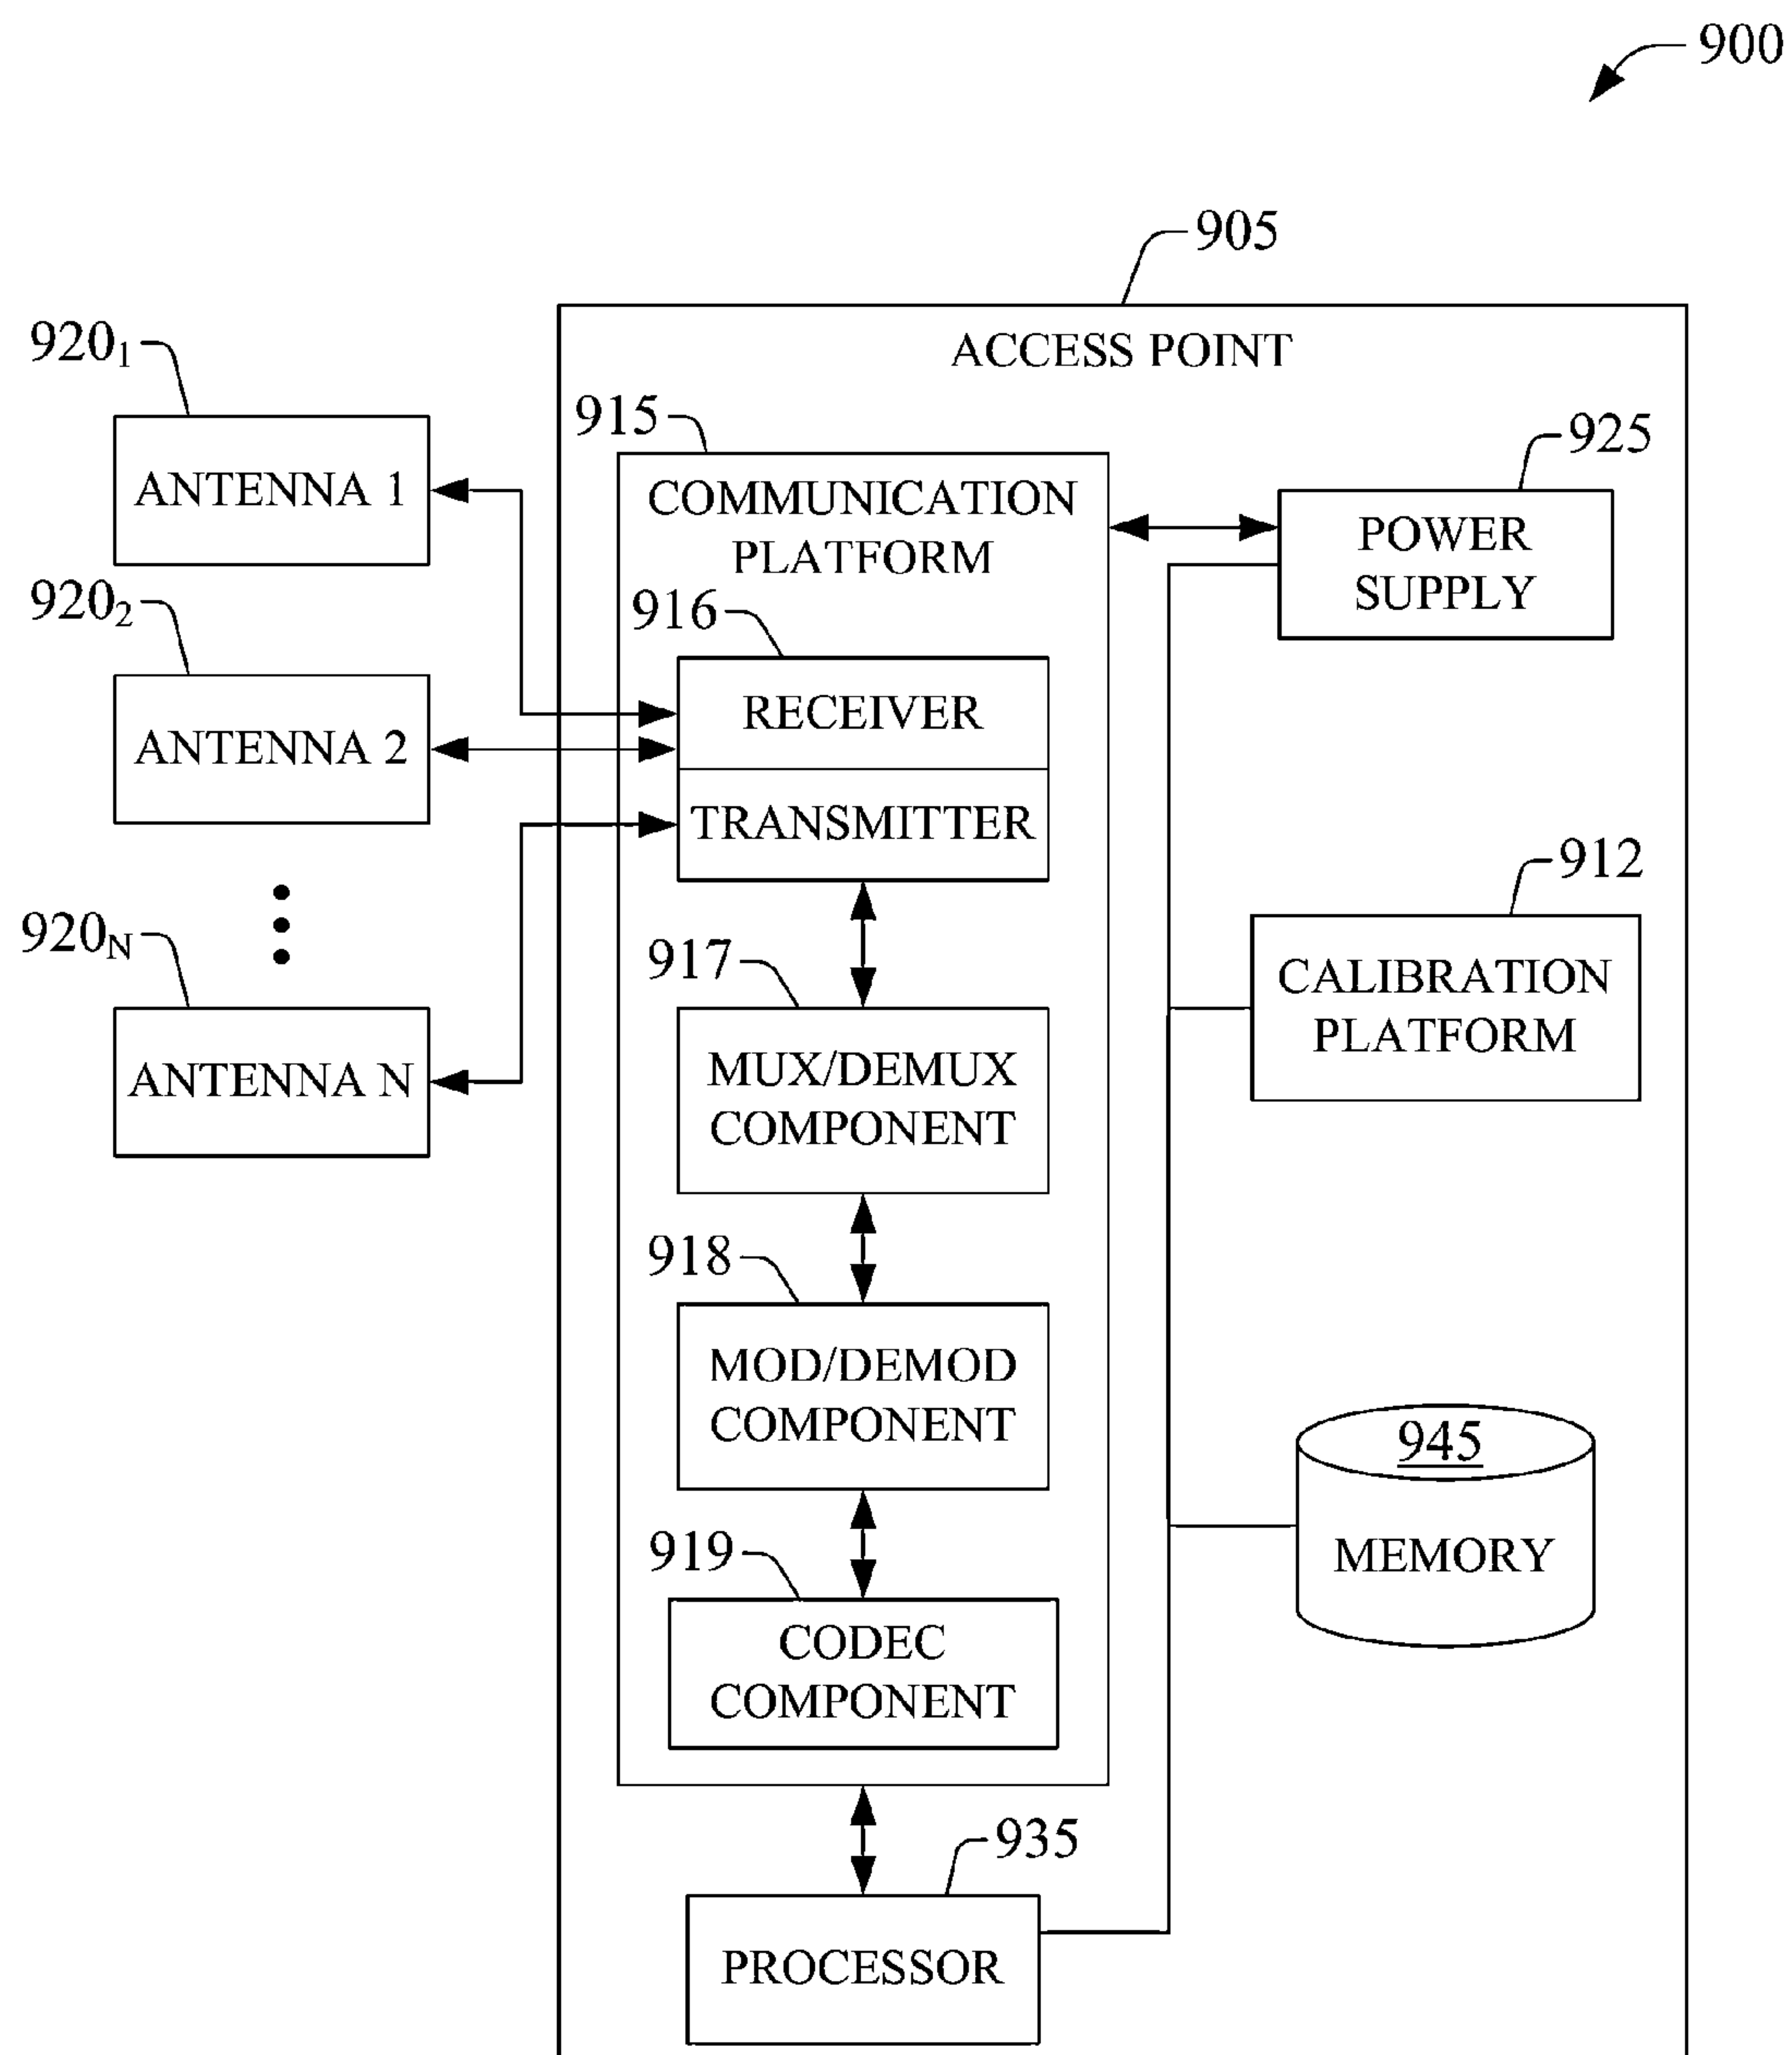 900
905
ACCESS POINT
920₁
915
925
ANTENNA 1
COMMUNICATION
PLATFORM
POWER
SUPPLY
920₂
916
ANTENNA 2
RECEIVER
TRANSMITTER
912
920N
917
CALIBRATION
PLATFORM
ANTENNA N
MUX/DEMUX
COMPONENT
918
MOD/DEMOD
COMPONENT
945
MEMORY
919
CODEC
COMPONENT
935
PROCESSOR